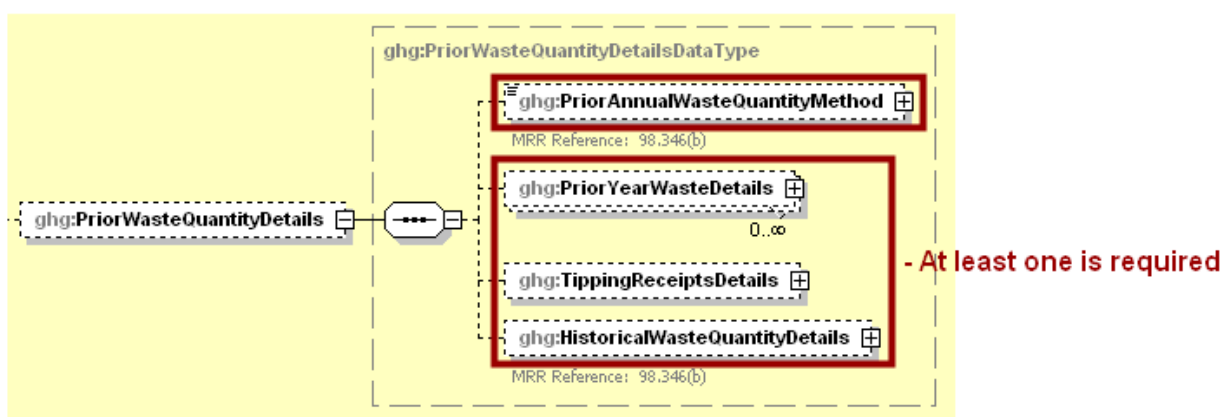 ghg:PriorWasteQuantityDetailsDataType
ghg:PriorAnnualWasteQuantityMethod
MRR Reference: 98.346(b)
ghg:PriorYearWasteDetails
0..∞
ghg:PriorWasteQuantityDetails
- At least one is required
ghg:TippingReceiptsDetails
ghg:HistoricalWasteQuantityDetails
MRR Reference: 98.346(b)